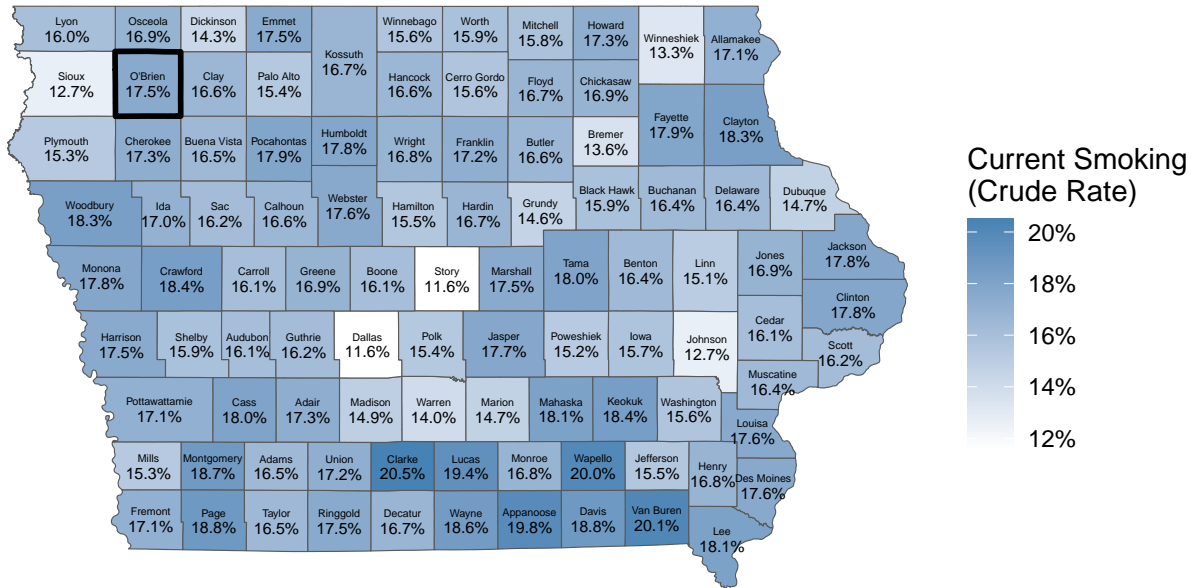 Lyon
16.0%
Osceola
16.9%
Dickinson
14.3%
Emmet
17.5%
Winnebago
15.6%
Worth
15.9%
Mitchell
15.8%
Howard
17.3%
Winneshiek
13.3%
Allamakee
17.1%
Kossuth
16.7%
Sioux
12.7%
O'Brien
17.5%
Clay
16.6%
Palo Alto
15.4%
Hancock
16.6%
Cerro Gordo
15.6%
Floyd
16.7%
Chickasaw
16.9%
Fayette
17.9%
Clayton
18.3%
Plymouth
15.3%
Cherokee
17.3%
Buena Vista
16.5%
Pocahontas
17.9%
Humboldt
17.8%
Wright
16.8%
Franklin
17.2%
Butler
16.6%
Bremer
13.6%
Woodbury
18.3%
Ida
17.0%
Sac
16.2%
Calhoun
16.6%
Webster
17.6%
Hamilton
15.5%
Hardin
16.7%
Grundy
14.6%
Black Hawk
15.9%
Buchanan
16.4%
Delaware
16.4%
Dubuque
14.7%
Monona
17.8%
Crawford
18.4%
Carroll
16.1%
Greene
16.9%
Boone
16.1%
Story
11.6%
Marshall
17.5%
Tama
18.0%
Benton
16.4%
Linn
15.1%
Jones
16.9%
Jackson
17.8%
Clinton
17.8%
Harrison
17.5%
Shelby
15.9%
Audubon
16.1%
Guthrie
16.2%
Dallas
11.6%
Polk
15.4%
Jasper
17.7%
Poweshiek
15.2%
Iowa
15.7%
Johnson
12.7%
Cedar
16.1%
Scott
16.2%
Muscatine
16.4%
Pottawattamie
17.1%
Cass
18.0%
Adair
17.3%
Madison
14.9%
Warren
14.0%
Marion
14.7%
Mahaska
18.1%
Keokuk
18.4%
Washington
15.6%
Louisa
17.6%
Mills
15.3%
Montgomery
18.7%
Adams
16.5%
Union
17.2%
Clarke
20.5%
Lucas
19.4%
Monroe
16.8%
Wapello
20.0%
Jefferson
15.5%
Henry
16.8%
Des Moines
17.6%
Fremont
17.1%
Page
18.8%
Taylor
16.5%
Ringgold
17.5%
Decatur
16.7%
Wayne
18.6%
Appanoose
19.8%
Davis
18.8%
Van Buren
20.1%
Lee
18.1%
Current Smoking
(Crude Rate)
20%
18%
16%
14%
12%